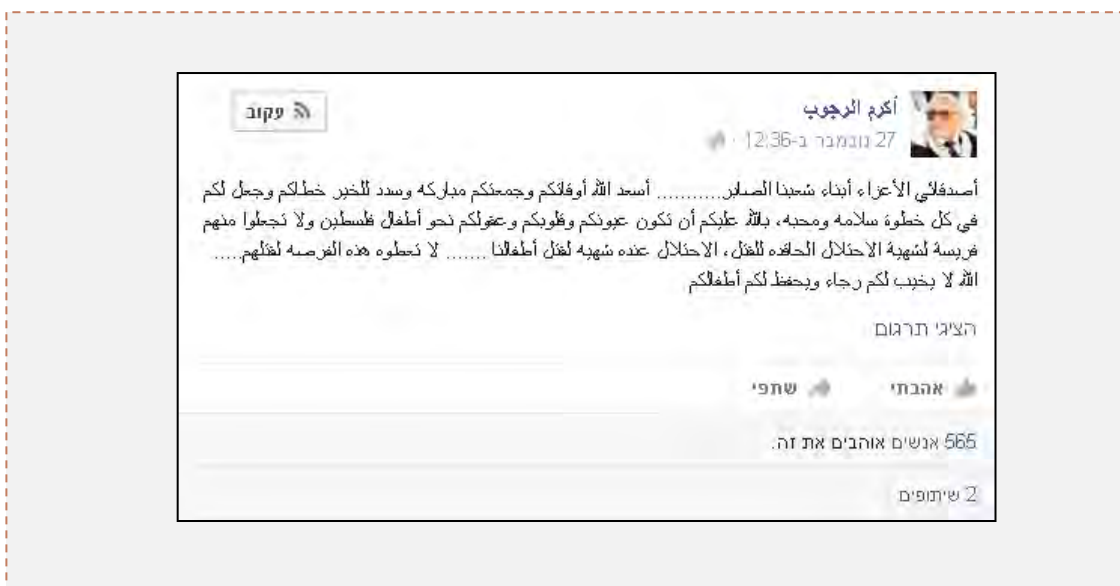 أكرم الرجوب
עקוב
27 נובמבר ב-12:36
أصدقائي الأعزاء أبناء شعبنا الصابر............ أسعد الله أوقاتكم وجمعتكم مباركه وسدد للخير خطاكم وجعل لكم
في كل خطوة سلامه ومحبه، بالله عليكم أن تكون عيونكم وقلوبكم وعقولكم نحو أطفال فلسطين ولا تجعلوا منهم
فريسة لشهية الاحتلال الحاقده للقتل، الاحتلال عنده شهيه لقتل أطفالنا ....... لا تعطوه هذه الفرصه لقتلهم.....
الله لا يخيب لكم رجاء ويحفظ لكم أطفالكم
הציגי תרגום
אהבתי שתפי
565 אנשים אוהבים את זה.
2 שיתופים